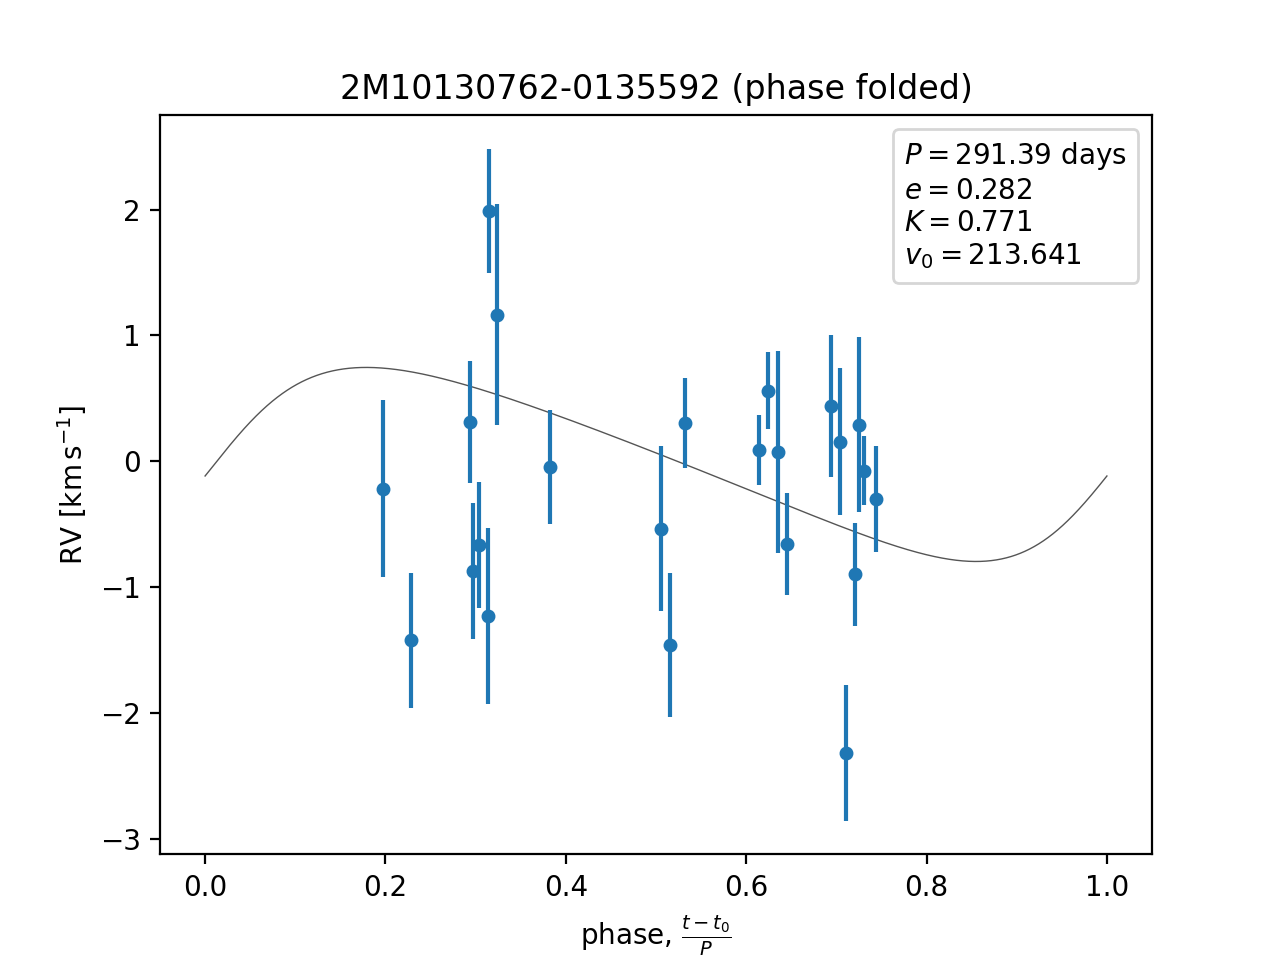 2M10130762-0135592 (phase folded)
P = 291.39 days
e = 0.282
K = 0.771
v₀ = 213.641
2
1
0
−1
−2
−3
RV [km s⁻¹]
0.0 0.2 0.4 0.6 0.8 1.0
phase, (t − t₀)/P